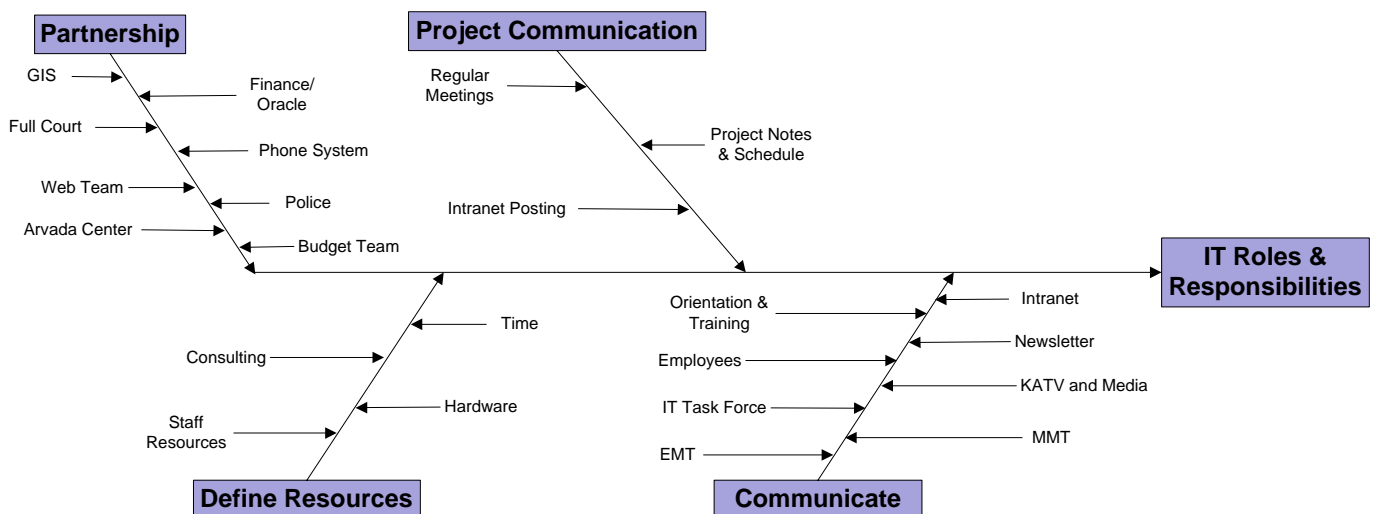 Partnership
Project Communication
GIS
Finance/
Oracle
Full Court
Phone System
Web Team
Police
Arvada Center
Budget Team
Regular
Meetings
Project Notes
& Schedule
Intranet Posting
IT Roles &
Responsibilities
Time
Consulting
Hardware
Staff
Resources
Define Resources
Orientation &
Training
Intranet
Newsletter
Employees
KATV and Media
IT Task Force
MMT
EMT
Communicate